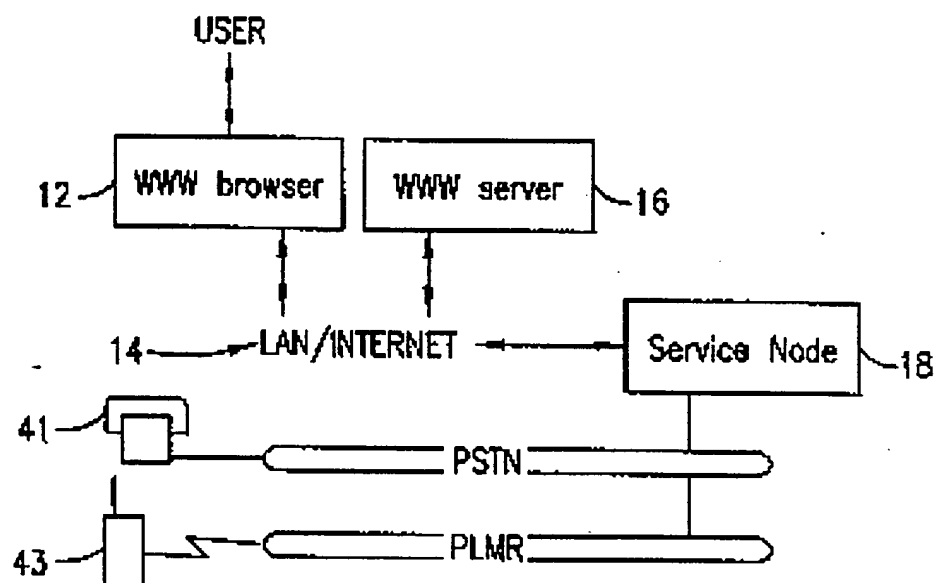 USER
12 WWW browser WWW server 16
14 LAN/INTERNET Service Node 18
41 PSTN
43 PLMR